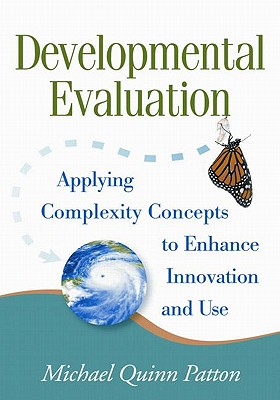 Developmental
Evaluation
Applying
Complexity Concepts
to Enhance
Innovation
and Use
Michael Quinn Patton